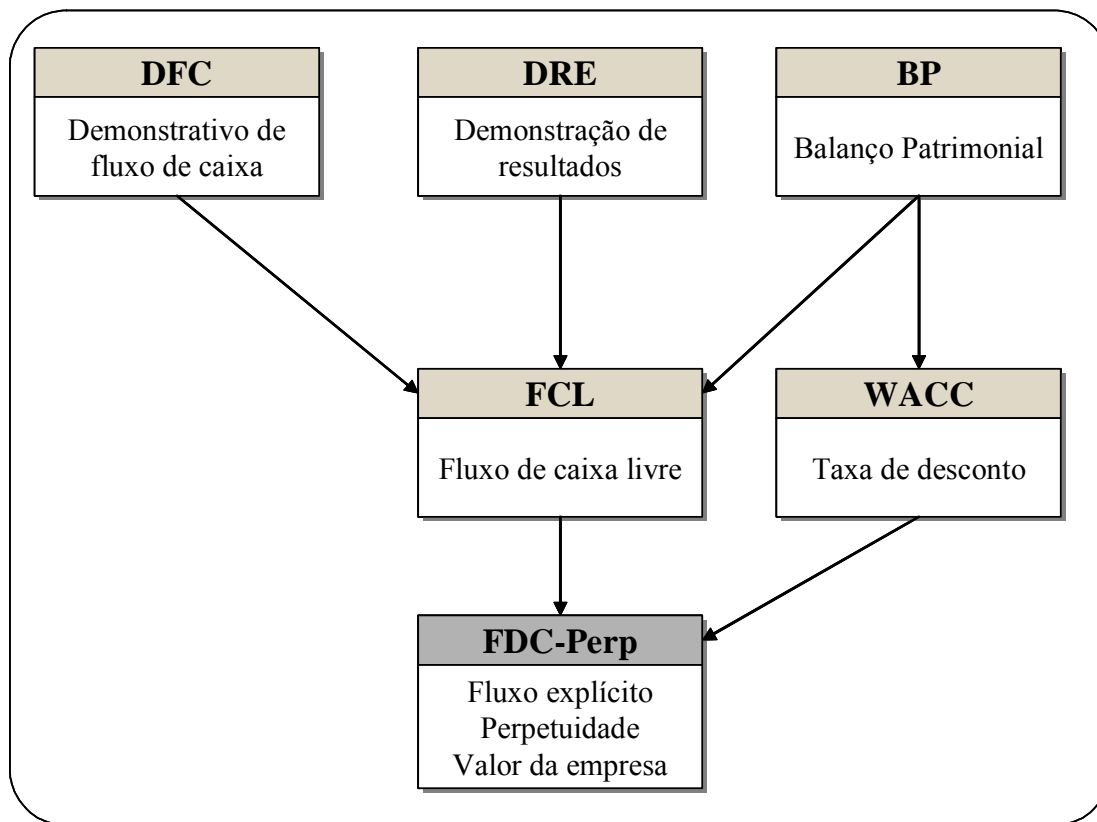 DFC
Demonstrativo de
fluxo de caixa
DRE
Demonstração de
resultados
BP
Balanço Patrimonial
FCL
Fluxo de caixa livre
WACC
Taxa de desconto
FDC-Perp
Fluxo explícito
Perpetuidade
Valor da empresa